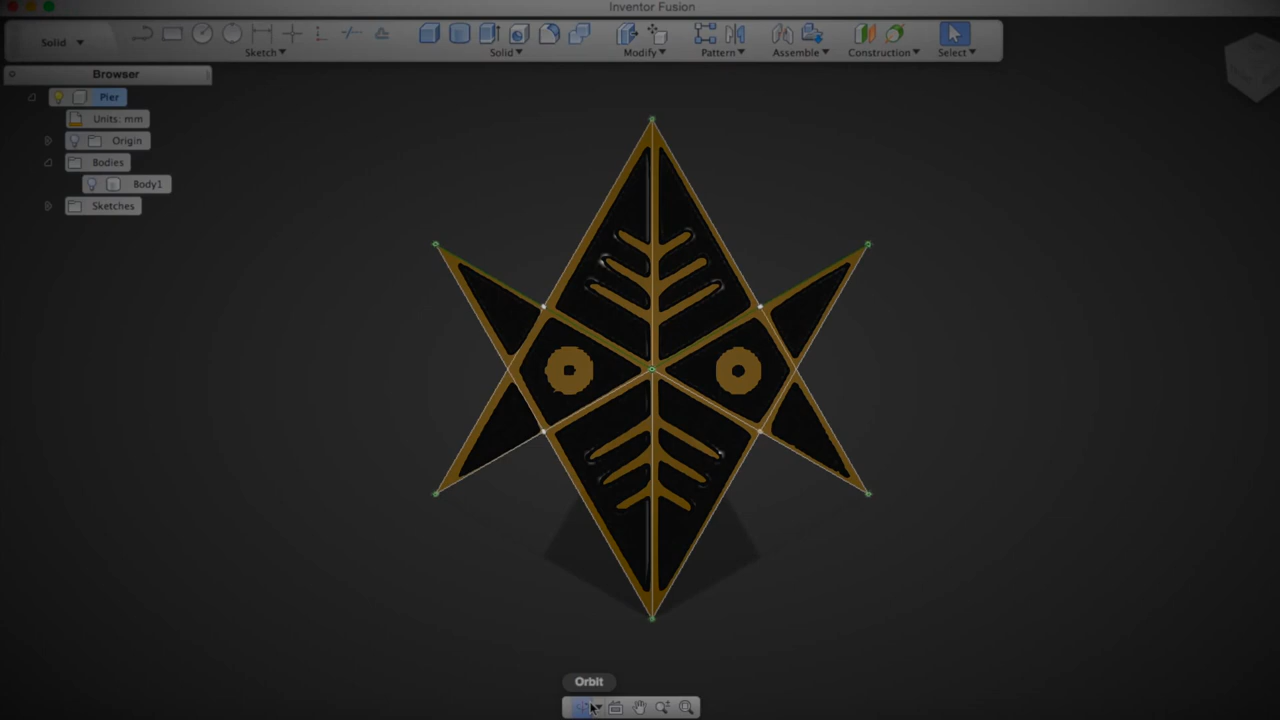 Inventor Fusion
Solid
Sketch
Solid
Modify
Pattern
Assemble
Construction
Select
Browser
Pier
Units: mm
Origin
Bodies
Body1
Sketches
Orbit